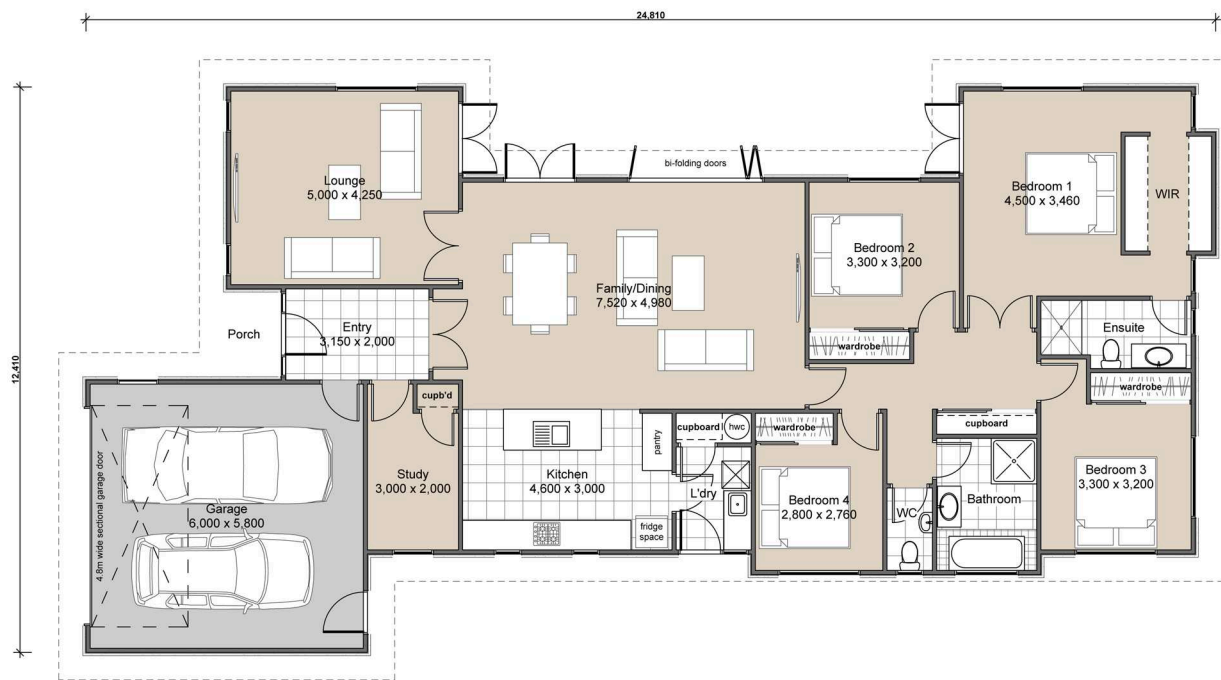 24,810
12,410
bi-folding doors
Lounge
5,000 x 4,250
Bedroom 1
4,500 x 3,460
WIR
Bedroom 2
3,300 x 3,200
Family/Dining
7,520 x 4,980
Porch
Entry
3,150 x 2,000
Ensuite
wardrobe
wardrobe
cupb'd
cupboard
hwc
wardrobe
cupboard
pantry
4.8m wide sectional garage door
Study
3,000 x 2,000
Kitchen
4,600 x 3,000
L'dry
Bedroom 4
2,800 x 2,760
WC
Bathroom
Bedroom 3
3,300 x 3,200
Garage
6,000 x 5,800
fridge
space